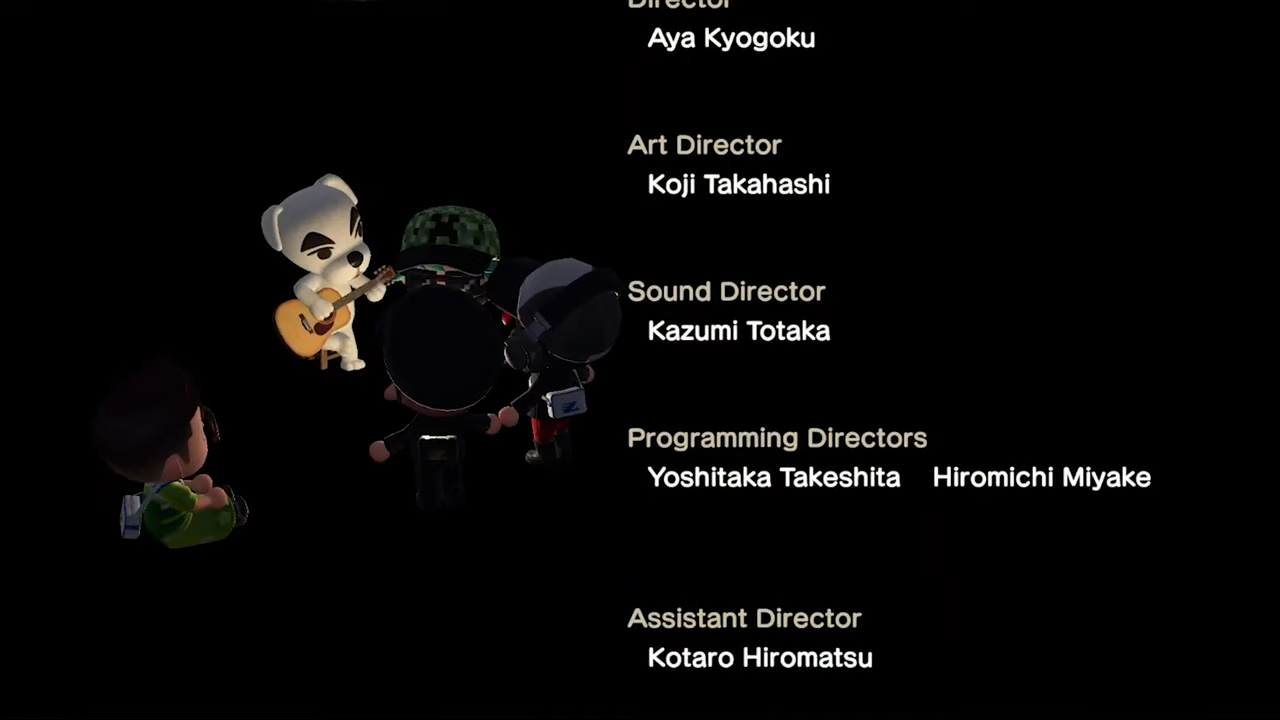 Director
Aya Kyogoku
Art Director
Koji Takahashi
Sound Director
Kazumi Totaka
Programming Directors
Yoshitaka Takeshita Hiromichi Miyake
Assistant Director
Kotaro Hiromatsu